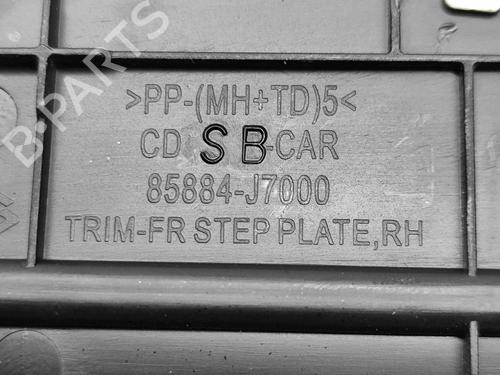 B-PARTS
>PP-(MH+TD)5<
CD SB-CAR
85884-J7000
TRIM-FR STEP PLATE,RH